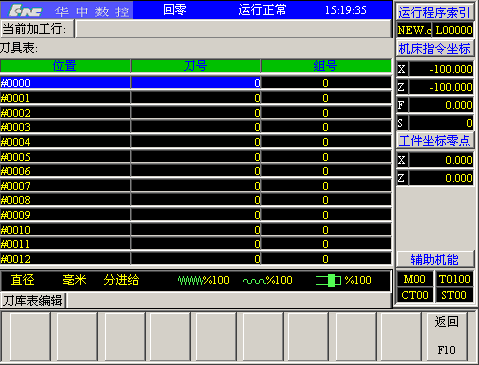 HNC 华中数控 回零 运行正常 15:19:35 运行程序索引
当前加工行: NEW.c L00000
刀具表: 机床指令坐标
位置 刀号 组号
#0000 0 0
#0001 0 0
#0002 0 0
#0003 0 0
#0004 0 0
#0005 0 0
#0006 0 0
#0007 0 0
#0008 0 0
#0009 0 0
#0010 0 0
#0011 0 0
#0012 0 0
X -100.000
Z -100.000
F 0.000
S 0
工件坐标零点
X 0.000
Z 0.000
辅助机能
M00 T0100
CT00 ST00
直径 毫米 分进给 %100 %100 %100
刀库表编辑
返回
F10